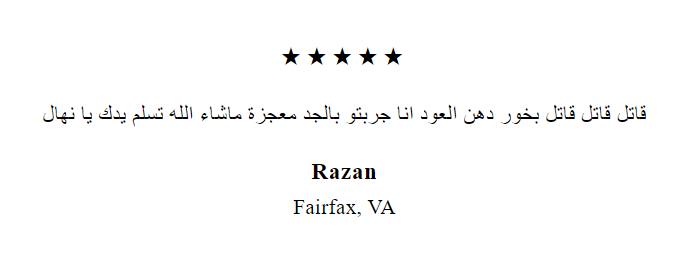 ★ ★ ★ ★ ★
قاتل قاتل قاتل بخور دهن العود انا جربتو بالجد معجزة ماشاء الله تسلم يدك يا نهال
Razan
Fairfax, VA